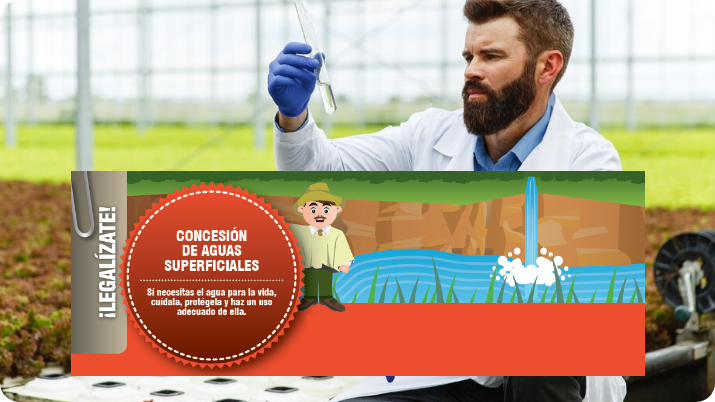 ¡LEGALÍZATE!
CONCESIÓN
DE AGUAS
SUPERFICIALES
Si necesitas el agua para la vida,
cuídala, protégela y haz un uso
adecuado de ella.